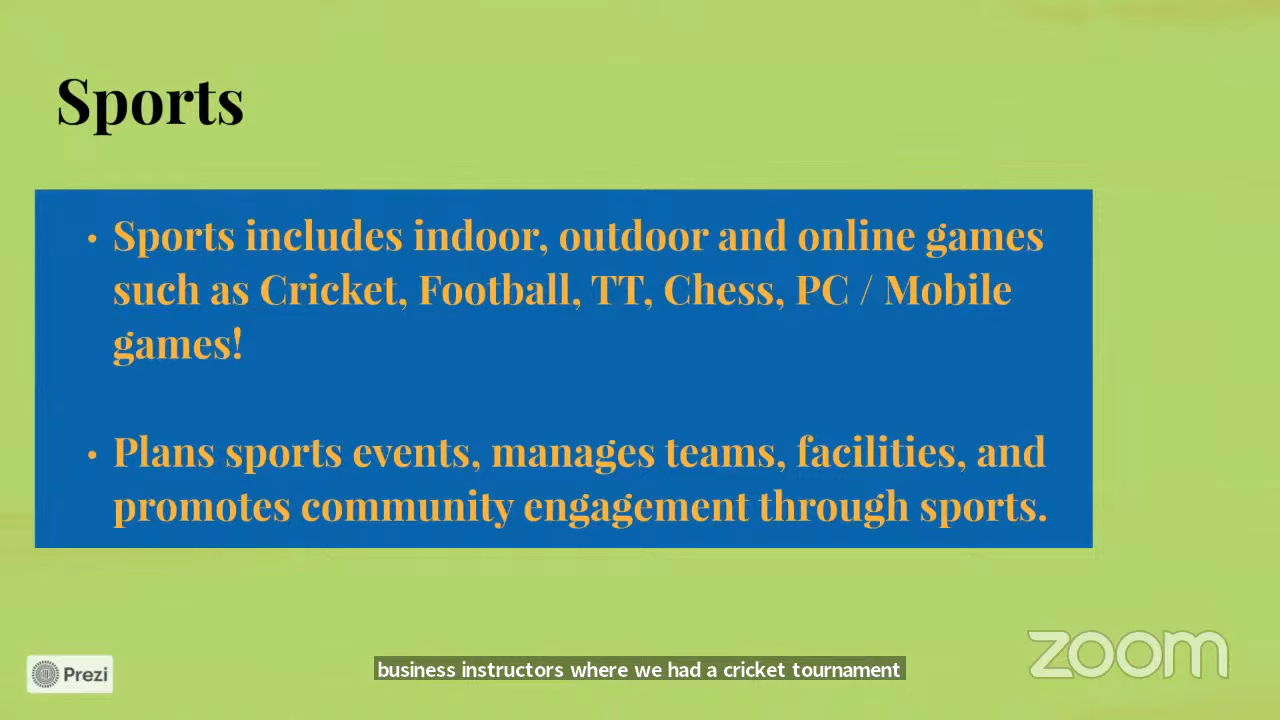 Sports
• Sports includes indoor, outdoor and online games
such as Cricket, Football, TT, Chess, PC / Mobile
games!
• Plans sports events, manages teams, facilities, and
promotes community engagement through sports.
Prezi
business instructors where we had a cricket tournament
zoom